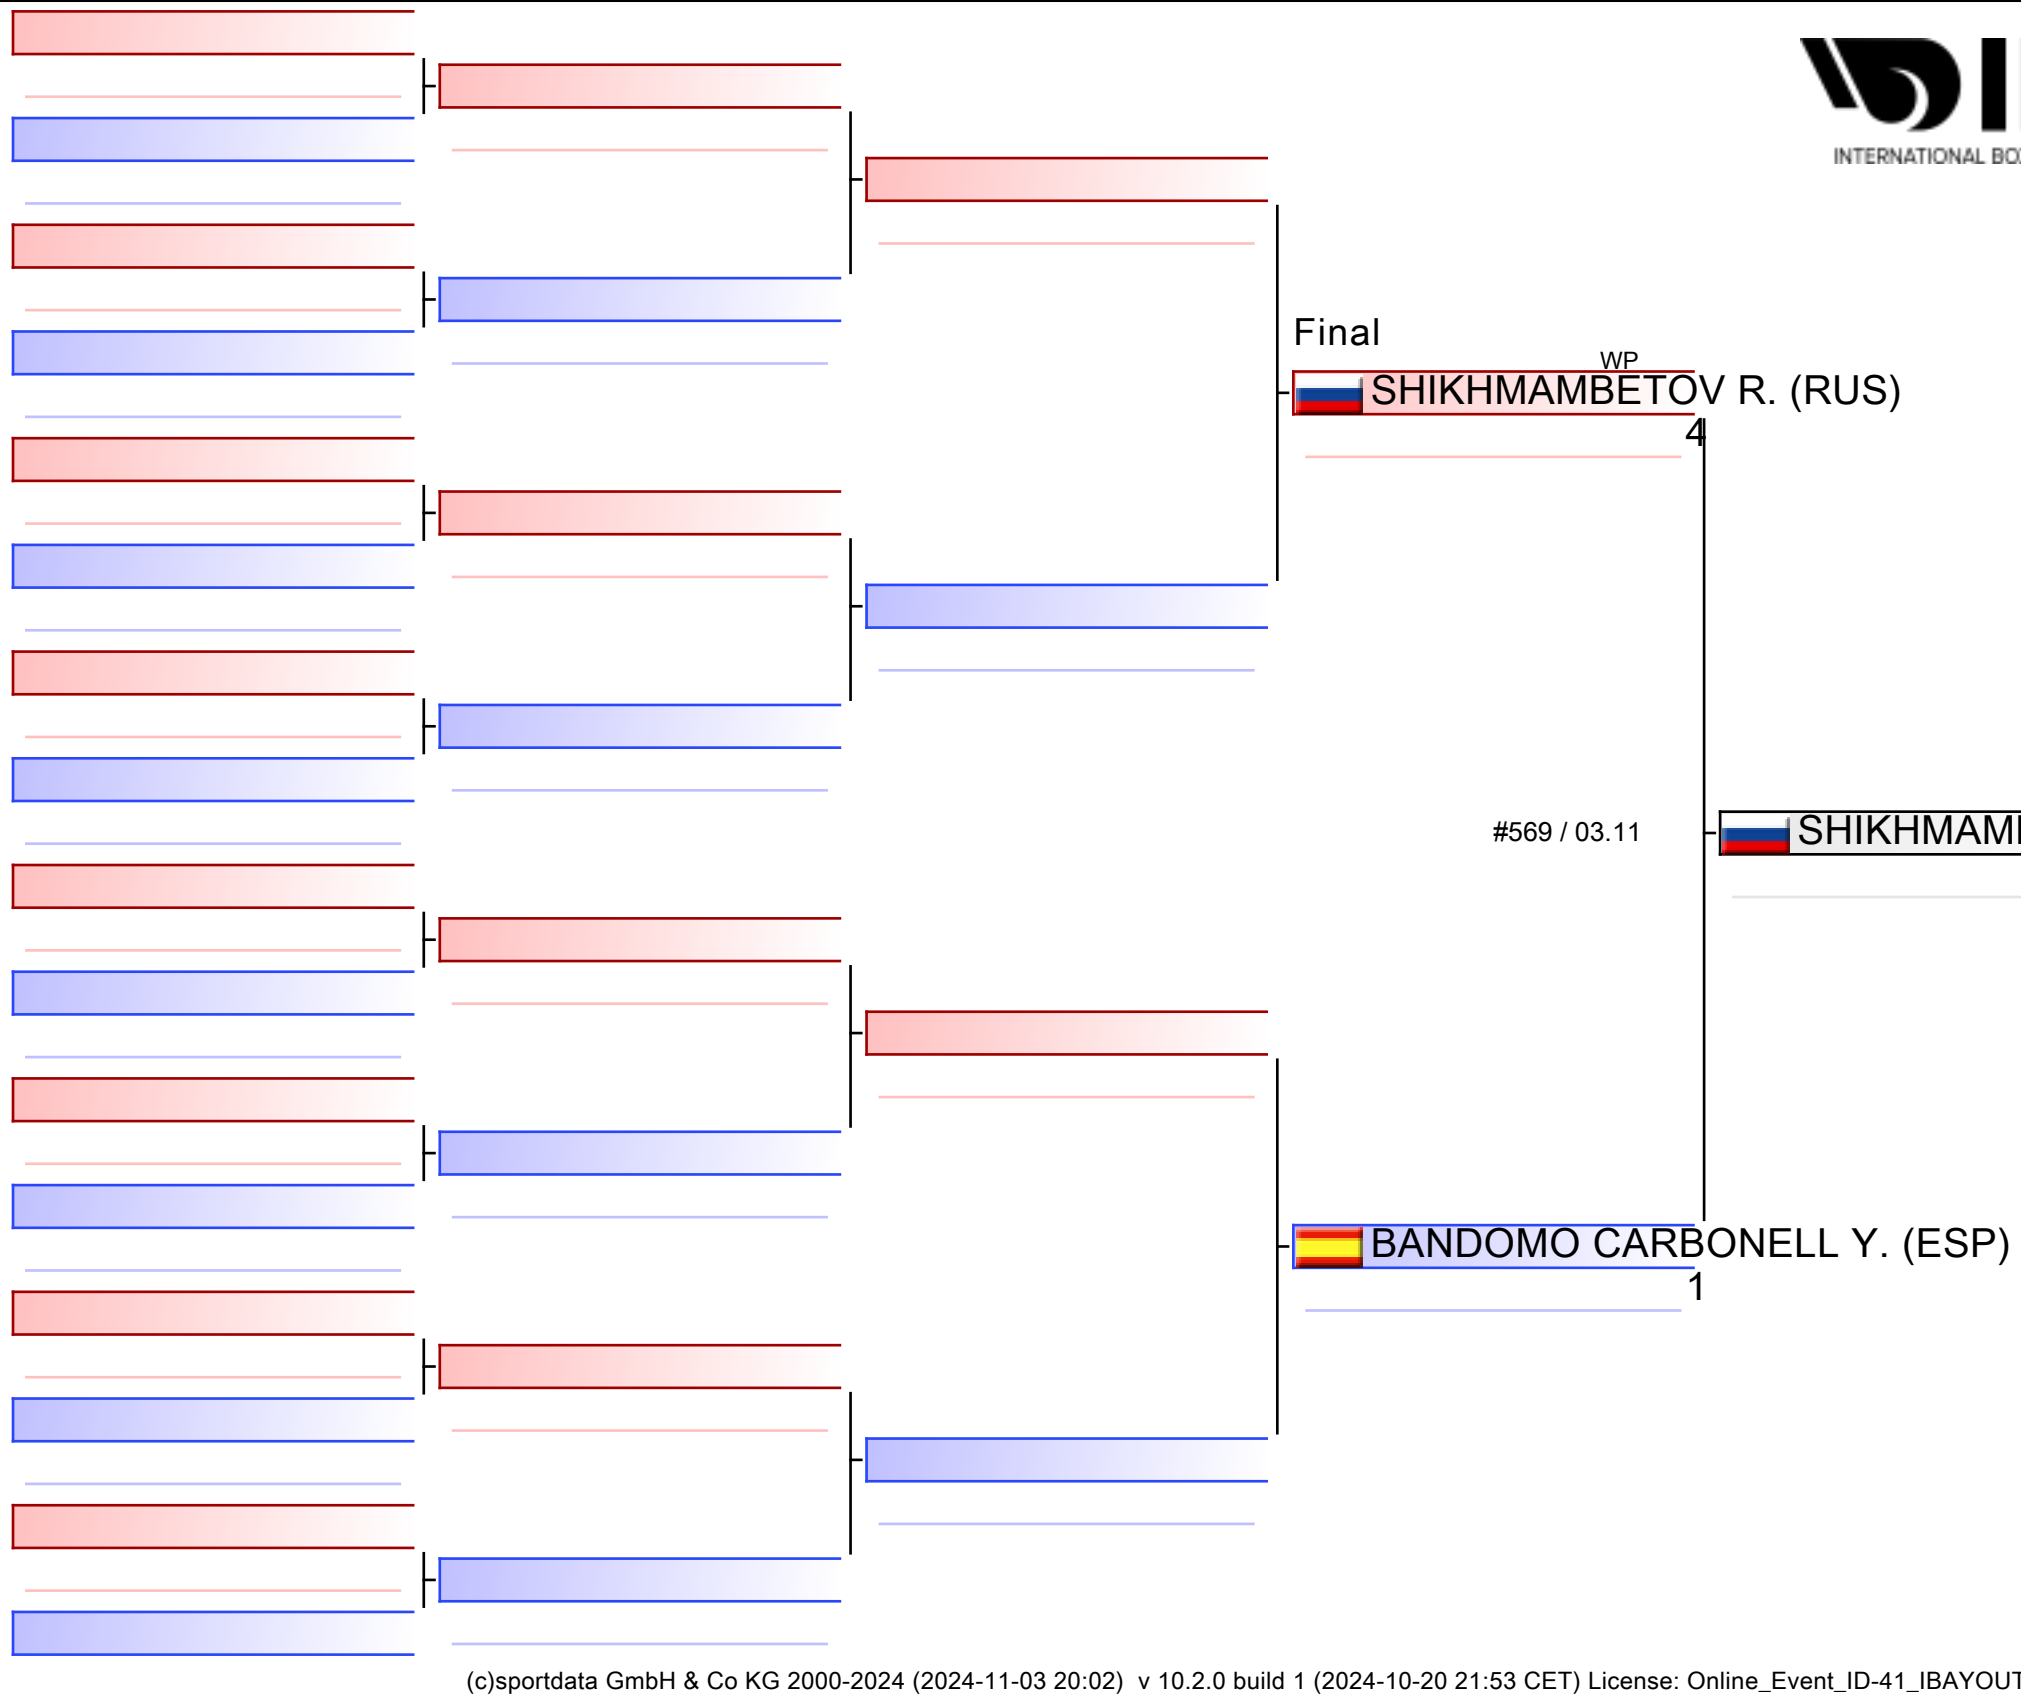 INTERNATIONAL BOX
Final
WP
SHIKHMAMBETOV R. (RUS)
4
#569 / 03.11
SHIKHMAM
BANDOMO CARBONELL Y. (ESP)
1
(c)sportdata GmbH & Co KG 2000-2024 (2024-11-03 20:02) v 10.2.0 build 1 (2024-10-20 21:53 CET) License: Online_Event_ID-41_IBAYOUT